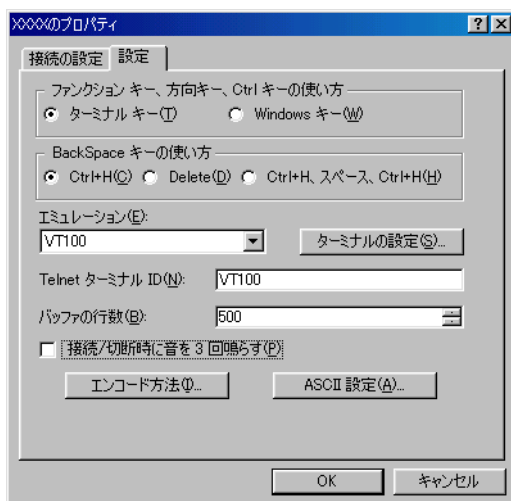 XXXXのプロパティ
接続の設定 設定
ファンクション キー、方向キー、Ctrl キーの使い方
ターミナル キー(T) Windows キー(W)
BackSpace キーの使い方
Ctrl+H(C) Delete(D) Ctrl+H、スペース、Ctrl+H(H)
エミュレーション(E):
VT100 ターミナルの設定(S)...
Telnet ターミナル ID(N): VT100
バッファの行数(B): 500
接続/切断時に音を 3 回鳴らす(P)
エンコード方法(I)... ASCII 設定(A)...
OK キャンセル